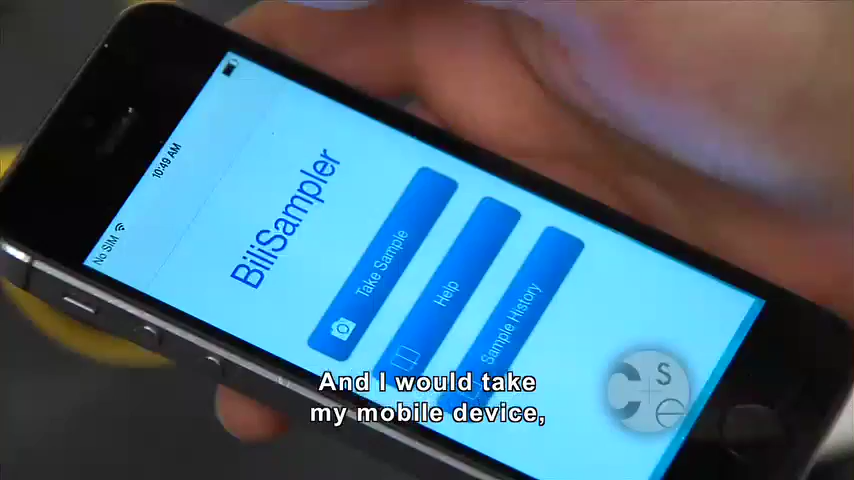 No SIM
10:49 AM
BiliSampler
Take Sample
Help
Sample History
And I would take
my mobile device,
C S
e